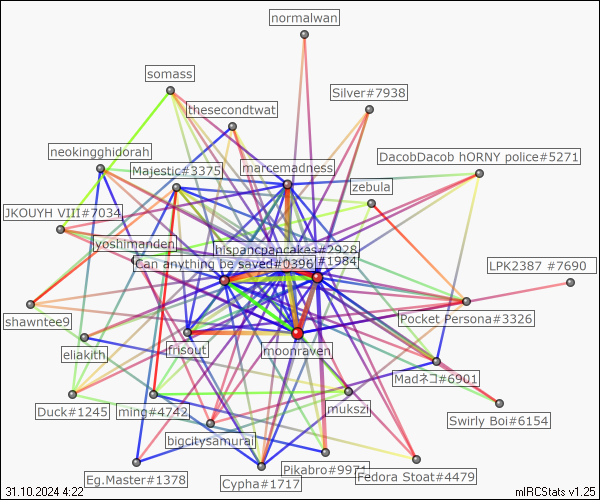 normalwan
somass
Silver#7938
thesecondtwat
neokingghidorah
Majestic#3375
marcemadness
DacobDacob hORNY police#5271
zebula
JKOUYH VIII#7034
yoshimanden
hispancpancakes#2928
#1984
Can anything be saved#0396
LPK2387 #7690
shawntee9
Pocket Persona#3326
eliakith
frisout
moonraven
Madネコ#6901
Duck#1245
ming#4742
mukszi
Swirly Boi#6154
bigcitysamurai
Eg.Master#1378
Cypha#1717
Pikabro#9971
Fedora Stoat#4479
31.10.2024 4:22
mIRCStats v1.25